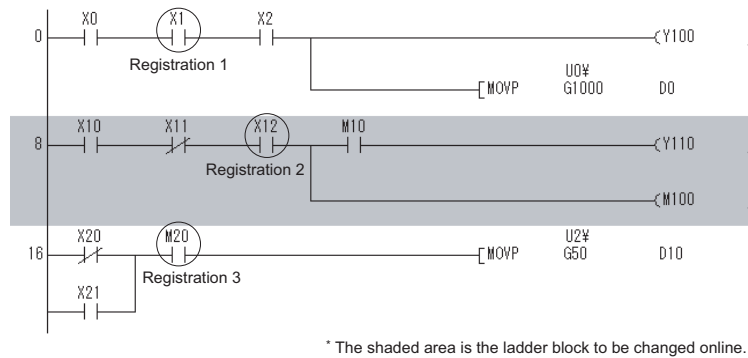 X0 X1 X2
0 Y100
Registration 1
U0¥
MOVP G1000 D0
X10 X11 X12 M10
8 Y110
Registration 2
M100
X20 M20 U2¥
16 MOVP G50 D10
Registration 3
X21
* The shaded area is the ladder block to be changed online.